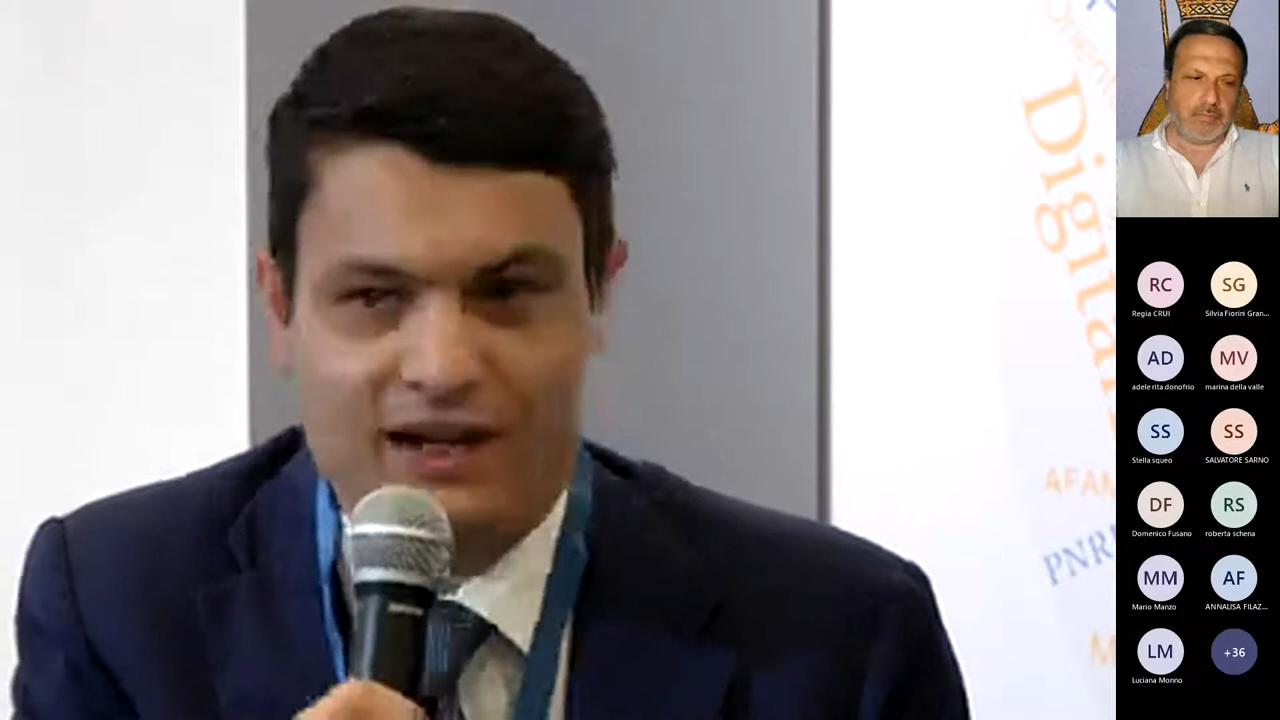 Orient
Digital
AFAM
PNR
M
RC
SG
Regia CRUI
Silvia Fiorini Gran...
AD
MV
adele rita donofrio
marina della valle
SS
SS
Stella squeo
SALVATORE SARNO
DF
RS
Domenico Fusano
roberta schena
MM
AF
Mario Manzo
ANNALISA FILAZ...
LM
+36
Luciana Monno